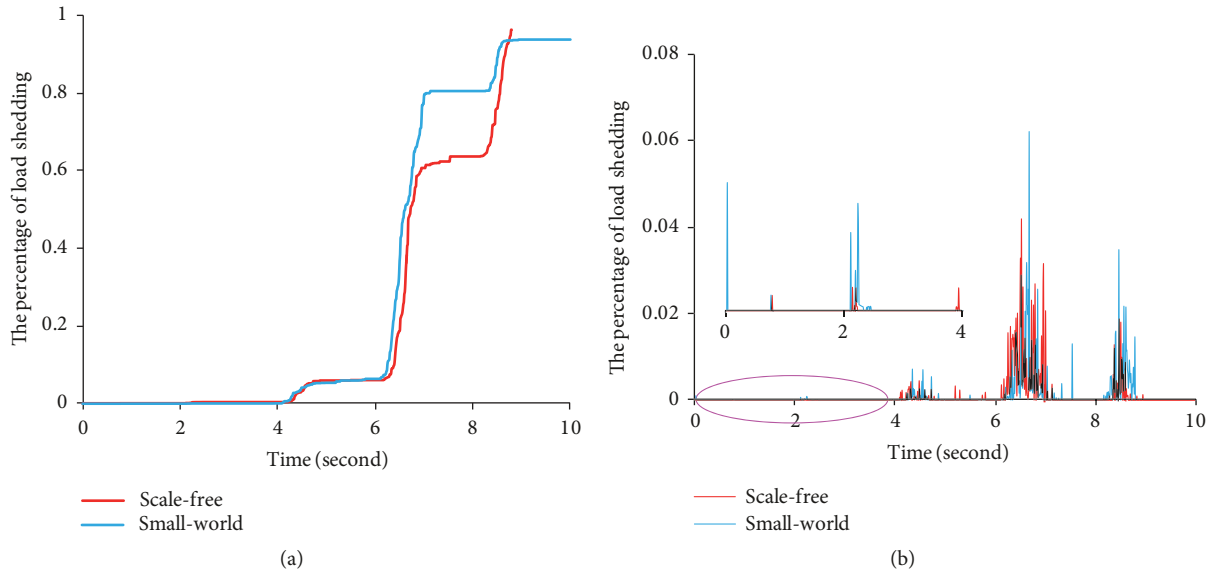 The percentage of load shedding
1
0.8
0.6
0.4
0.2
0
0 2 4 6 8 10
Time (second)
Scale-free
Small-world
(a)
The percentage of load shedding
0.08
0.06
0.04
0.02
0
0 2 4
0 2 4 6 8 10
Time (second)
Scale-free
Small-world
(b)